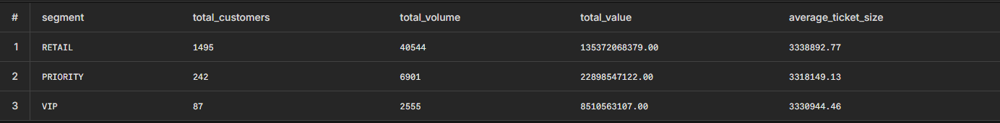 # segment total_customers total_volume total_value average_ticket_size
1 RETAIL 1495 40544 135372068379.00 3338892.77
2 PRIORITY 242 6901 22898547122.00 3318149.13
3 VIP 87 2555 8510563107.00 3330944.46